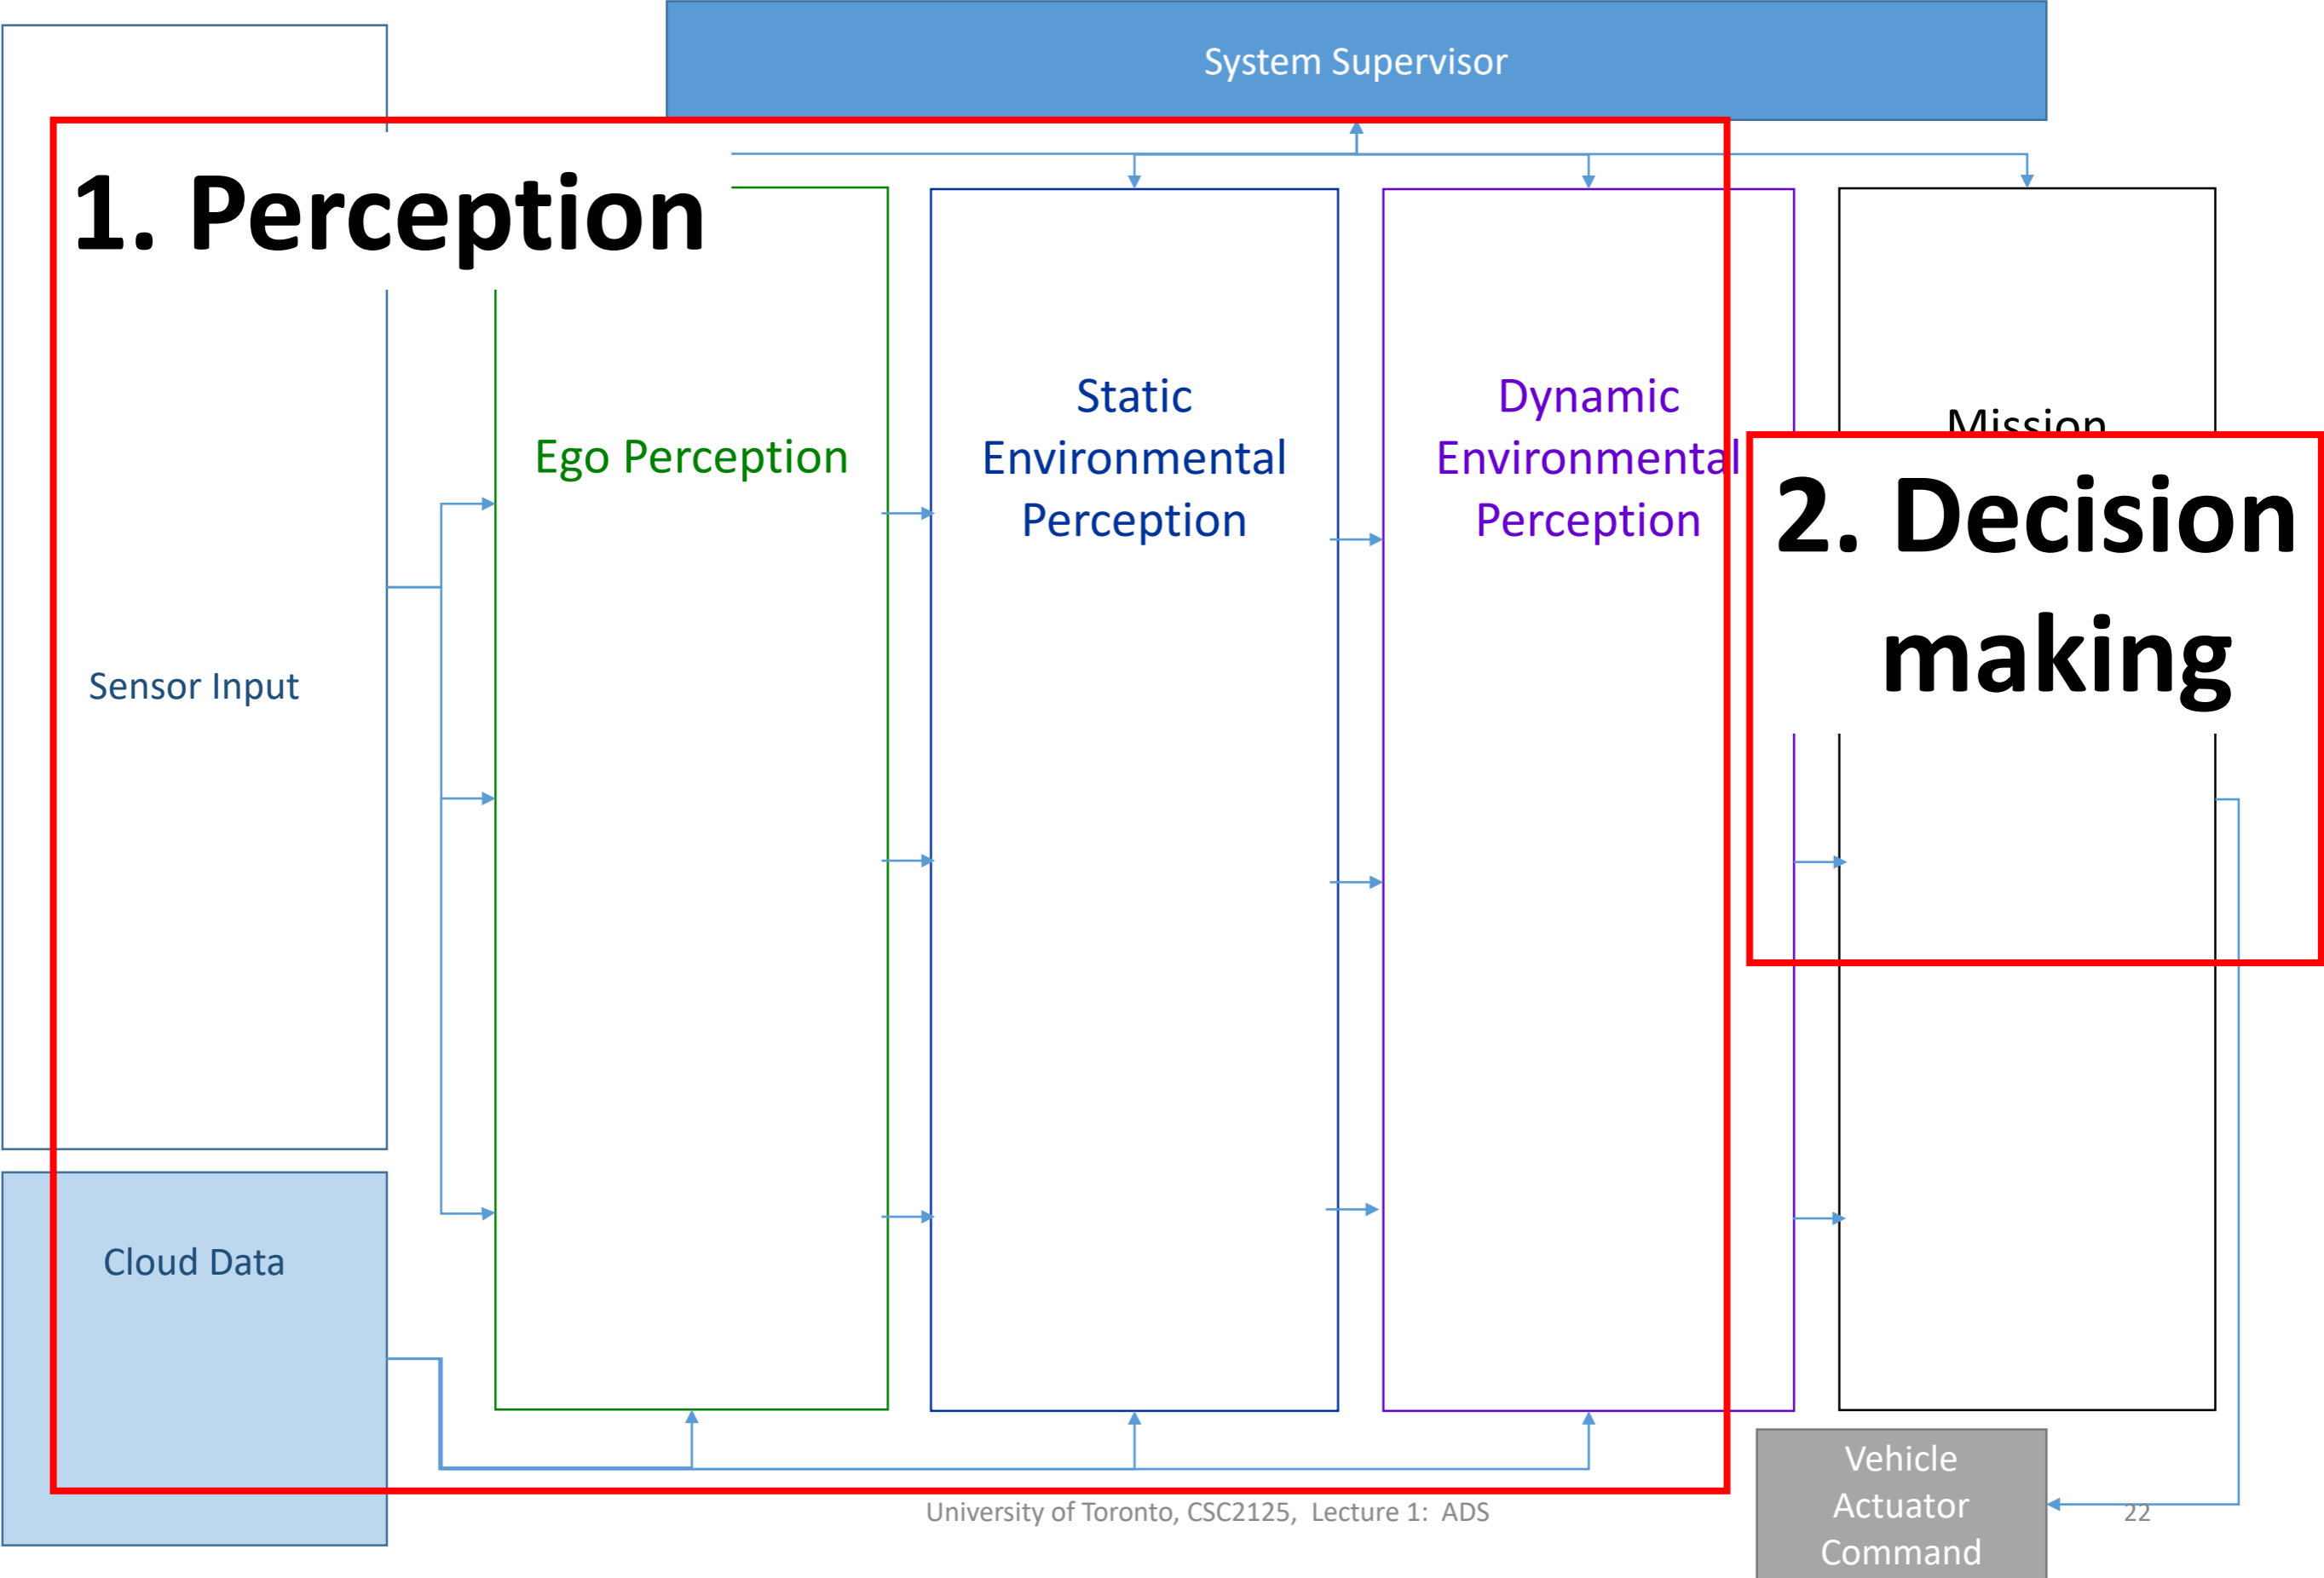 System Supervisor
1. Perception
Ego Perception
Static
Environmental
Perception
Dynamic
Environmental
Perception
Mission
2. Decision
making
Sensor Input
Cloud Data
Vehicle
Actuator
Command
University of Toronto, CSC2125, Lecture 1: ADS
22